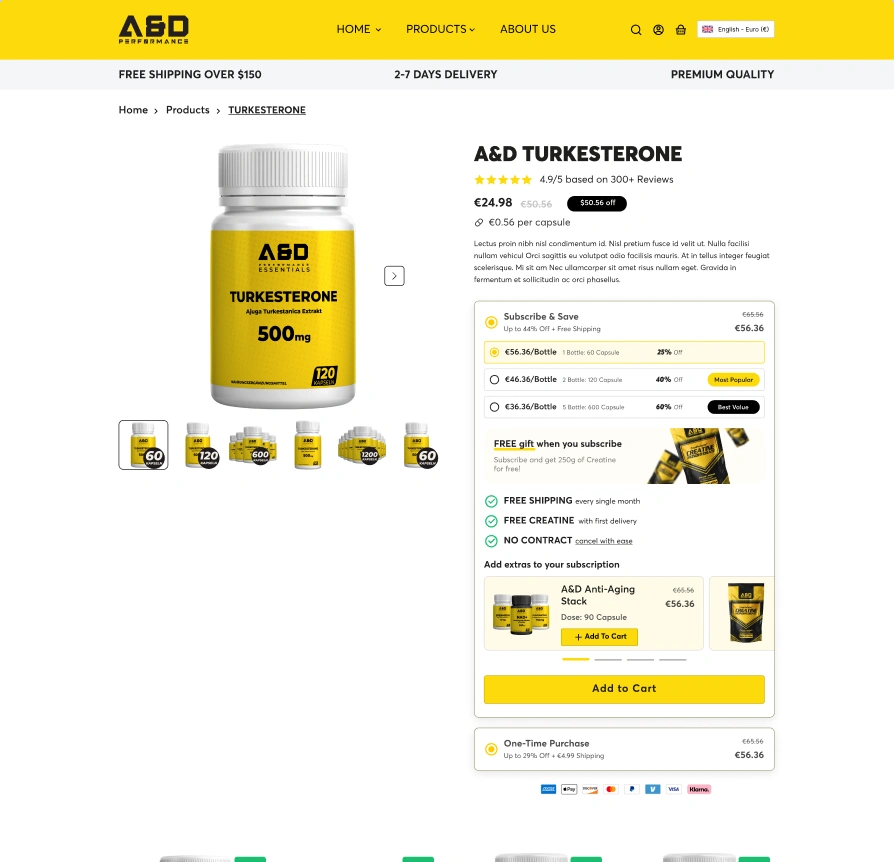 A&D
PERFORMANCE
HOME
PRODUCTS
ABOUT US
English - Euro (€)
FREE SHIPPING OVER $150
2-7 DAYS DELIVERY
PREMIUM QUALITY
Home > Products > TURKESTERONE
A&D
PERFORMANCE
ESSENTIALS
TURKESTERONE
Ajuga Turkestanica Extrakt
500mg
NAHRUNGSERGÄNZUNGSMITTEL
120
KAPSELN
60
KAPSELN
120
KAPSELN
600
KAPSELN
1200
KAPSELN
60
KAPSELN
A&D TURKESTERONE
4.9/5 based on 300+ Reviews
€24.98 €50.56 $50.56 off
€0.56 per capsule
Lectus proin nibh nisl condimentum id. Nisl pretium fusce id velit ut. Nulla facilisi
nullam vehicul Orci sagittis eu volutpat odio facilisis mauris. At in tellus integer feugiat
scelerisque. Mi sit am Nec ullamcorper sit amet risus nullam eget. Gravida in
fermentum et sollicitudin ac orci phasellus.
Subscribe & Save €65.56
Up to 44% Off + Free Shipping €56.36
€56.36/Bottle 1 Bottle: 60 Capsule 25% Off
€46.36/Bottle 2 Bottle: 120 Capsule 40% Off Most Popular
€36.36/Bottle 5 Bottle: 600 Capsule 60% Off Best Value
FREE gift when you subscribe
Subscribe and get 250g of Creatine
for free!
CREATINE
FREE SHIPPING every single month
FREE CREATINE with first delivery
NO CONTRACT cancel with ease
Add extras to your subscription
A&D Anti-Aging
Stack
€65.56
€56.36
Dose: 90 Capsule
+ Add To Cart
A&D
CREATINE
Add to Cart
One-Time Purchase €65.56
Up to 29% Off + €4.99 Shipping €56.36
Pay
DISCOVER
VISA
Klarna.